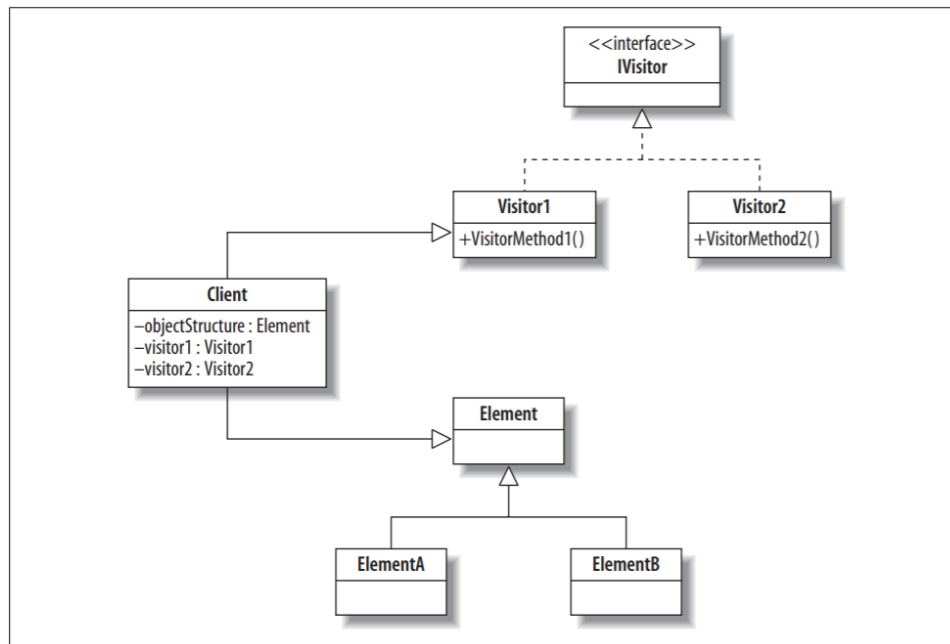 <<interface>>
IVisitor
Visitor1
+VisitorMethod1()
Visitor2
+VisitorMethod2()
Client
–objectStructure : Element
–visitor1 : Visitor1
–visitor2 : Visitor2
Element
ElementA
ElementB